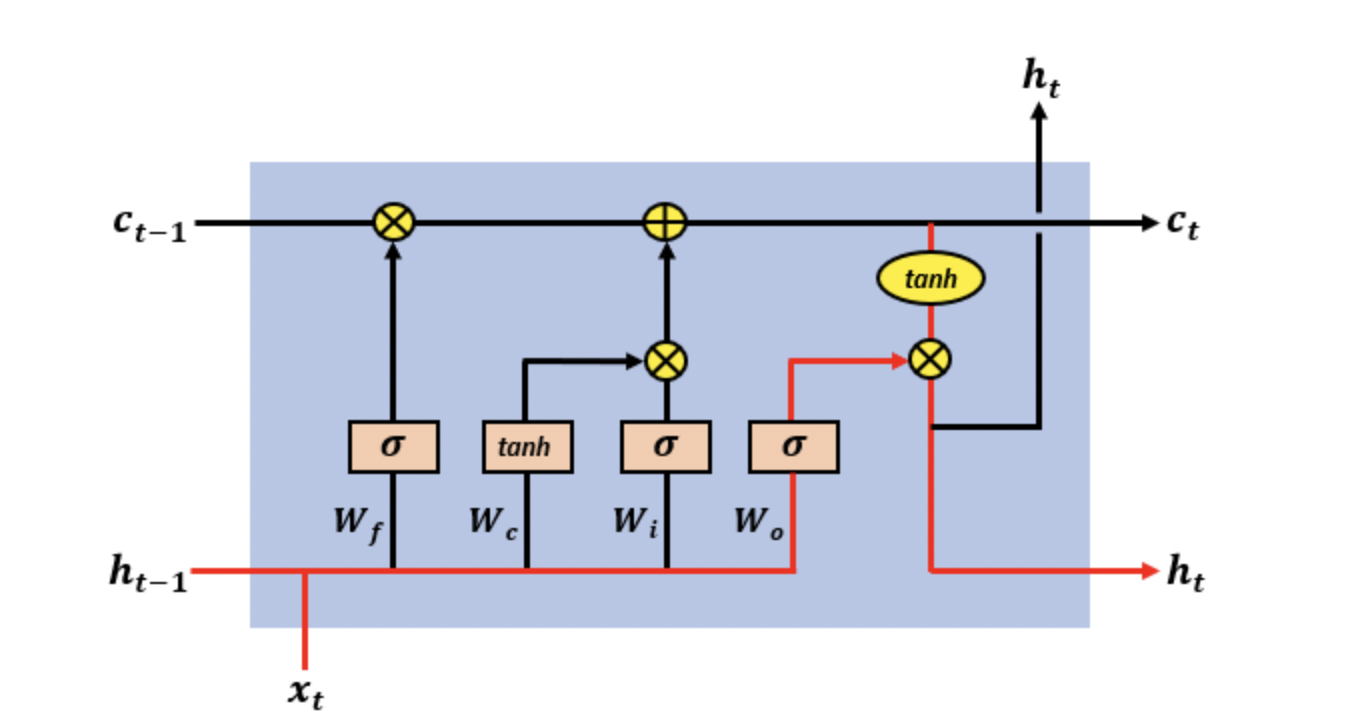 h_t
c_{t-1}
c_t
tanh
σ
tanh
σ
σ
W_f
W_c
W_i
W_o
h_{t-1}
h_t
x_t